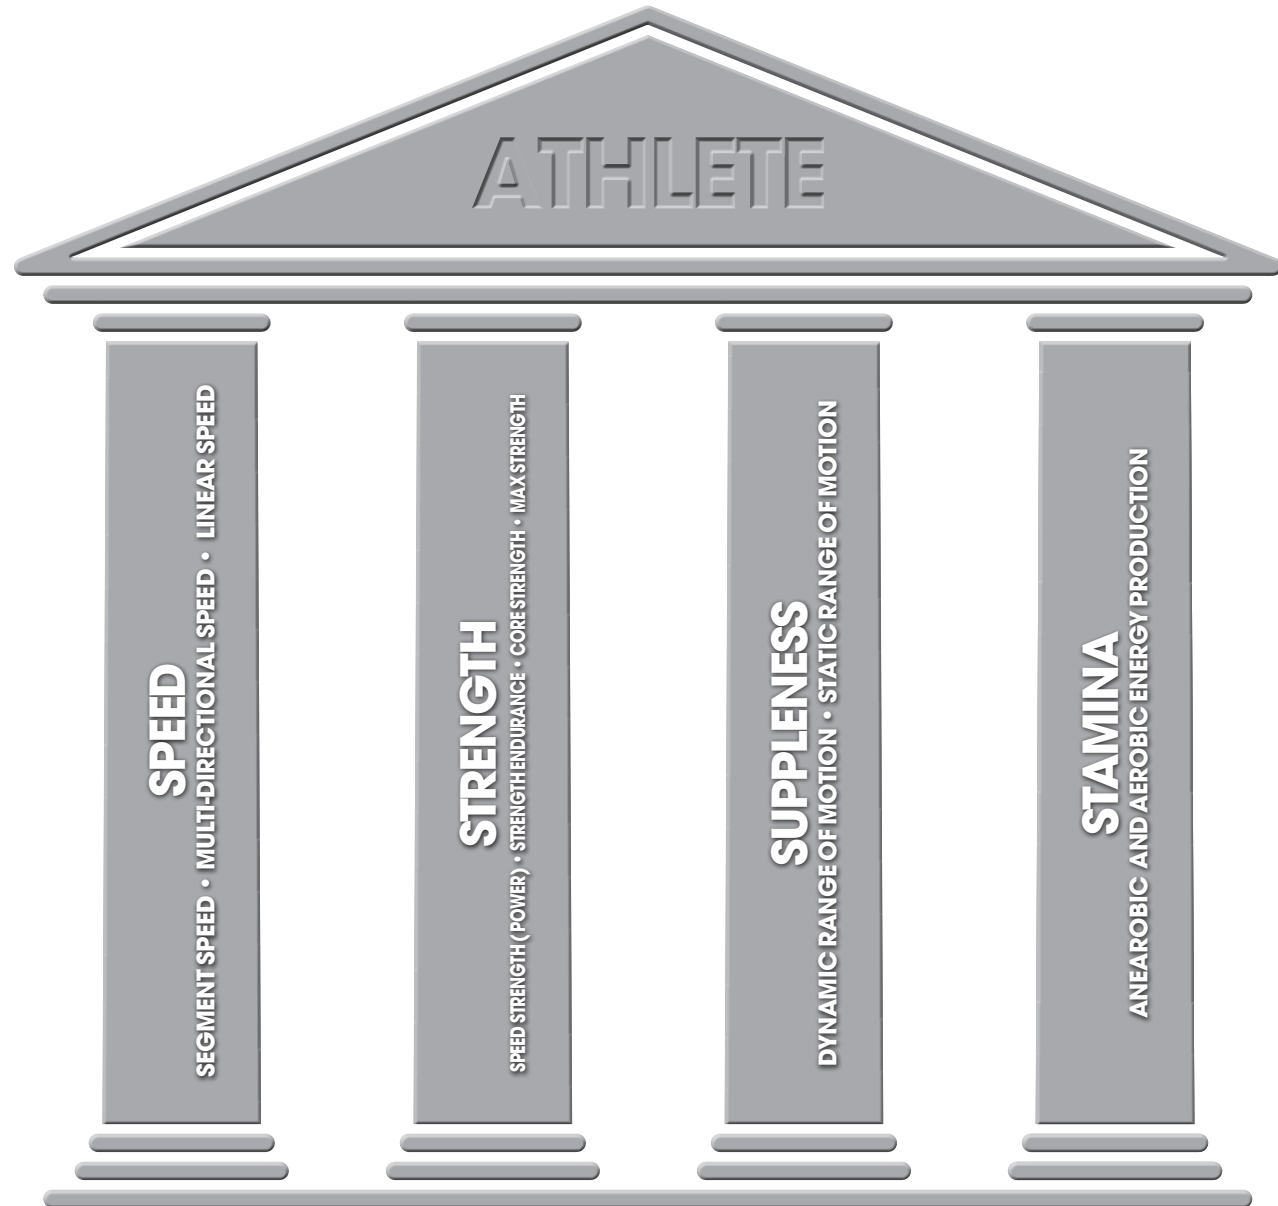 ATHLETE
SPEED
SEGMENT SPEED • MULTI-DIRECTIONAL SPEED • LINEAR SPEED
STRENGTH
SPEED STRENGTH ( POWER) • STRENGTH ENDURANCE • CORE STRENGTH • MAX STRENGTH
SUPPLENESS
DYNAMIC RANGE OF MOTION • STATIC RANGE OF MOTION
STAMINA
ANEAROBIC AND AEROBIC ENERGY PRODUCTION